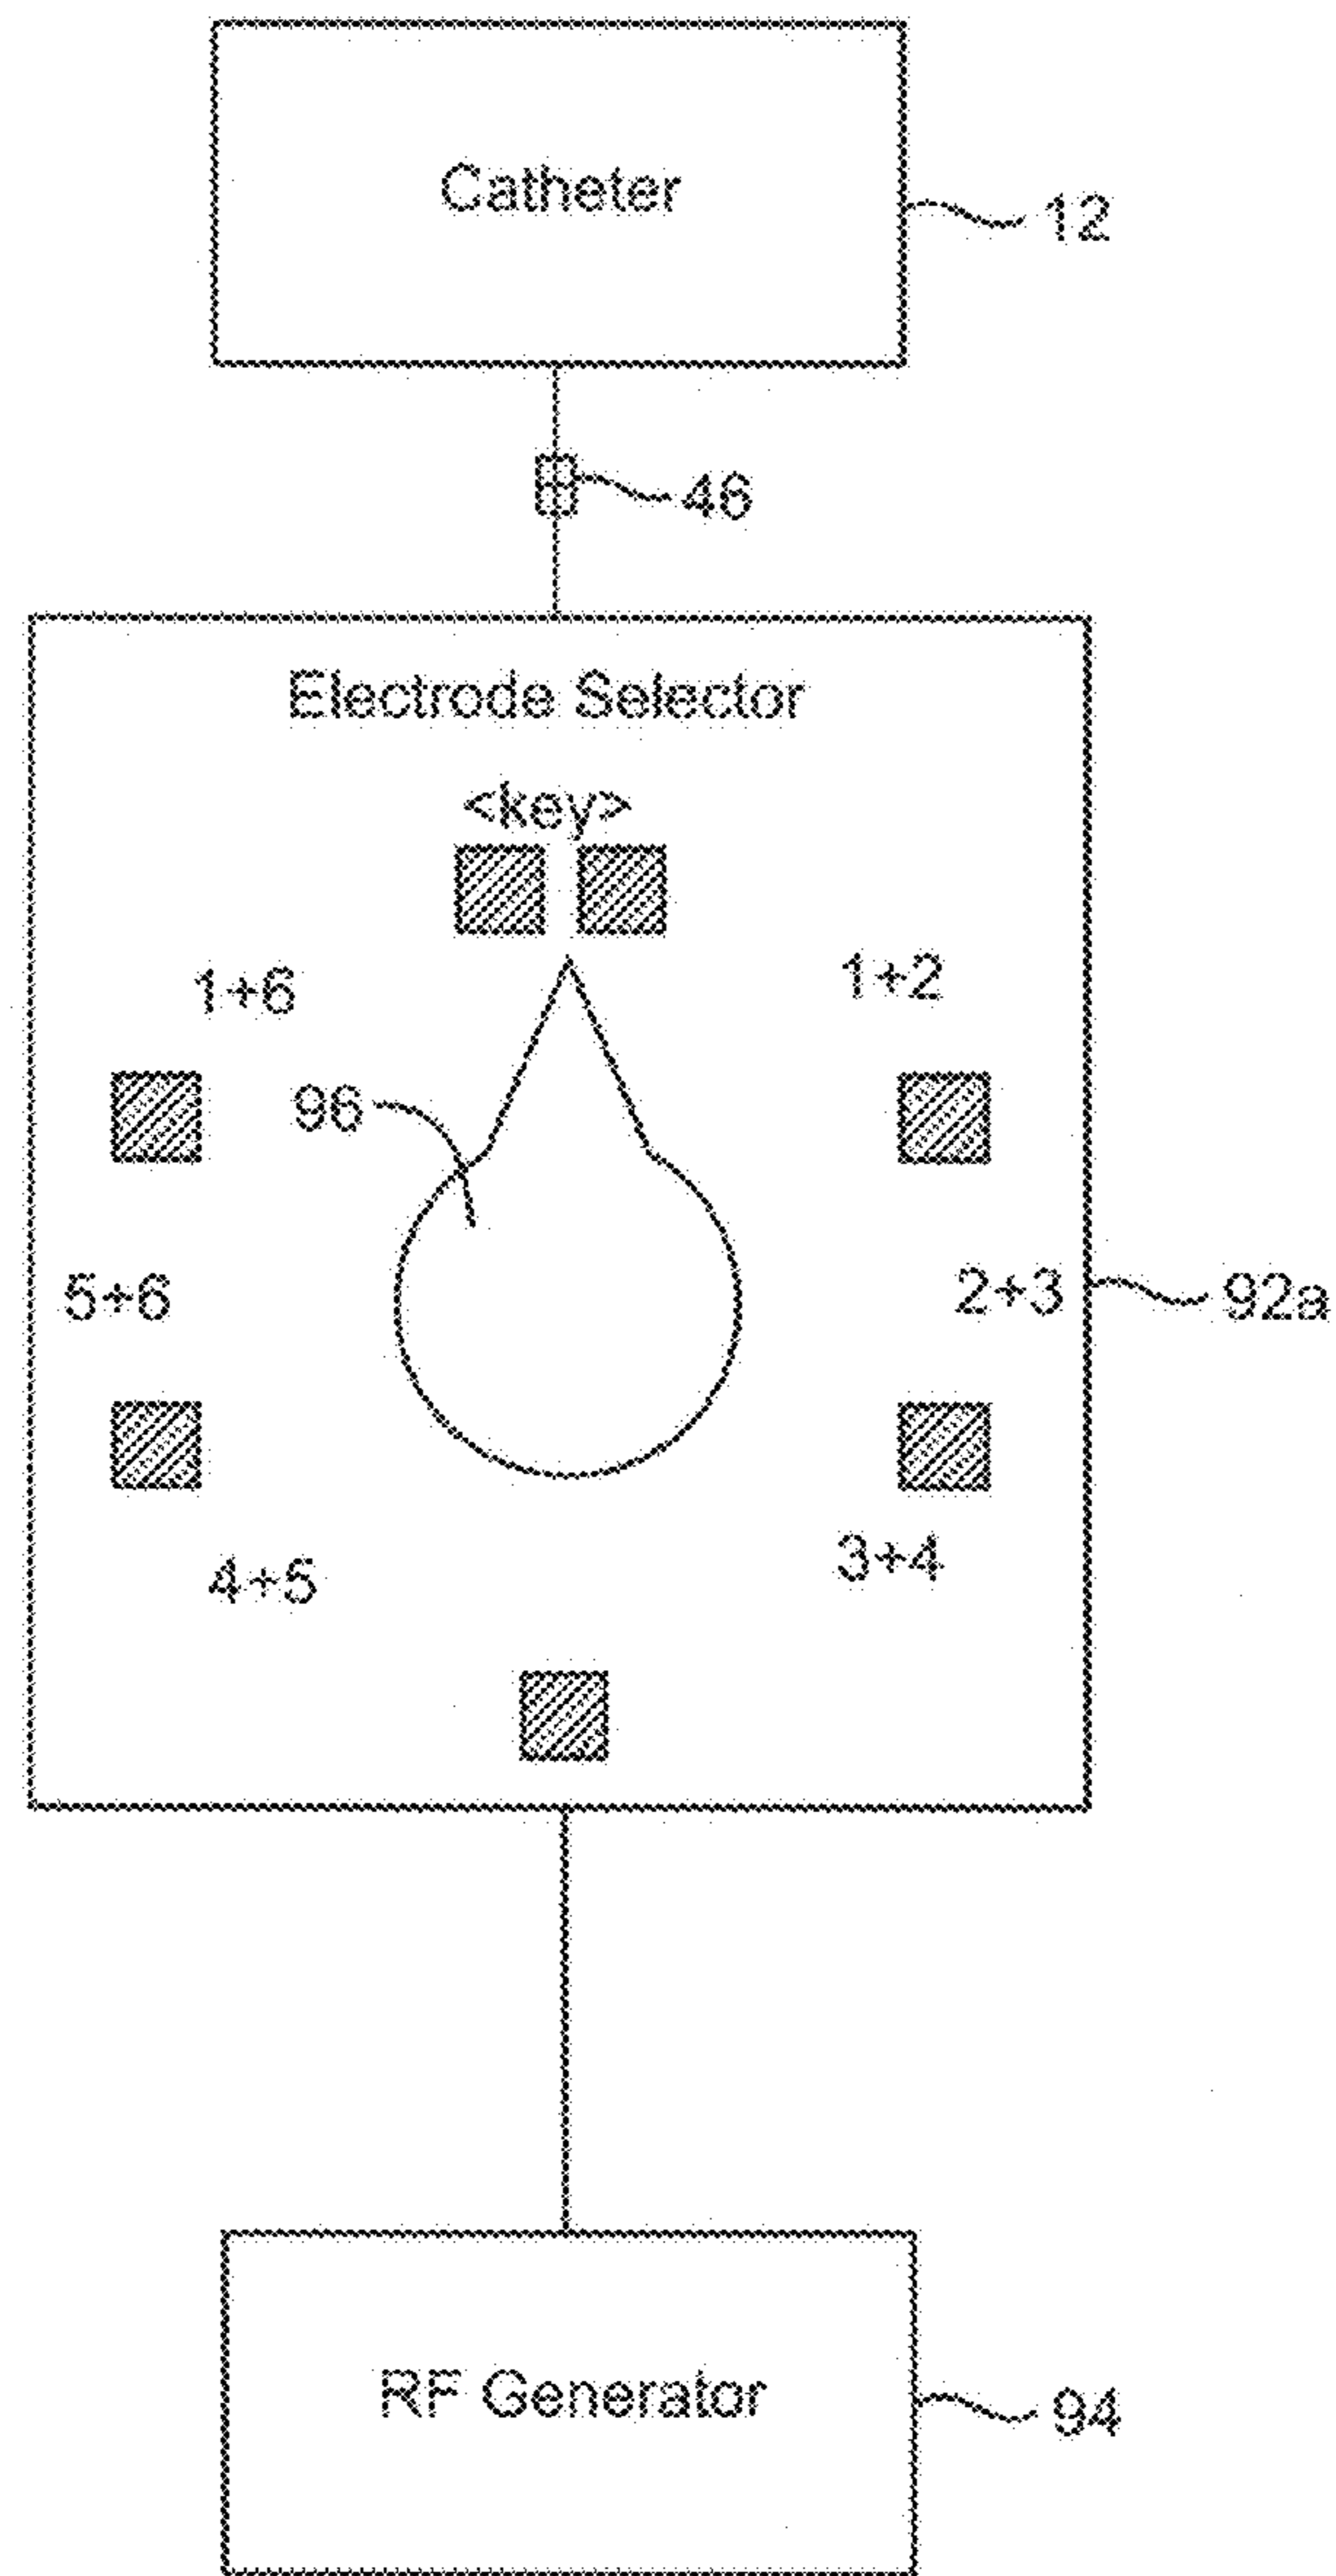 Catheter
12
46
Electrode Selector
<key>
1+6
1+2
96
5+6
2+3
92a
4+5
3+4
RF Generator
94